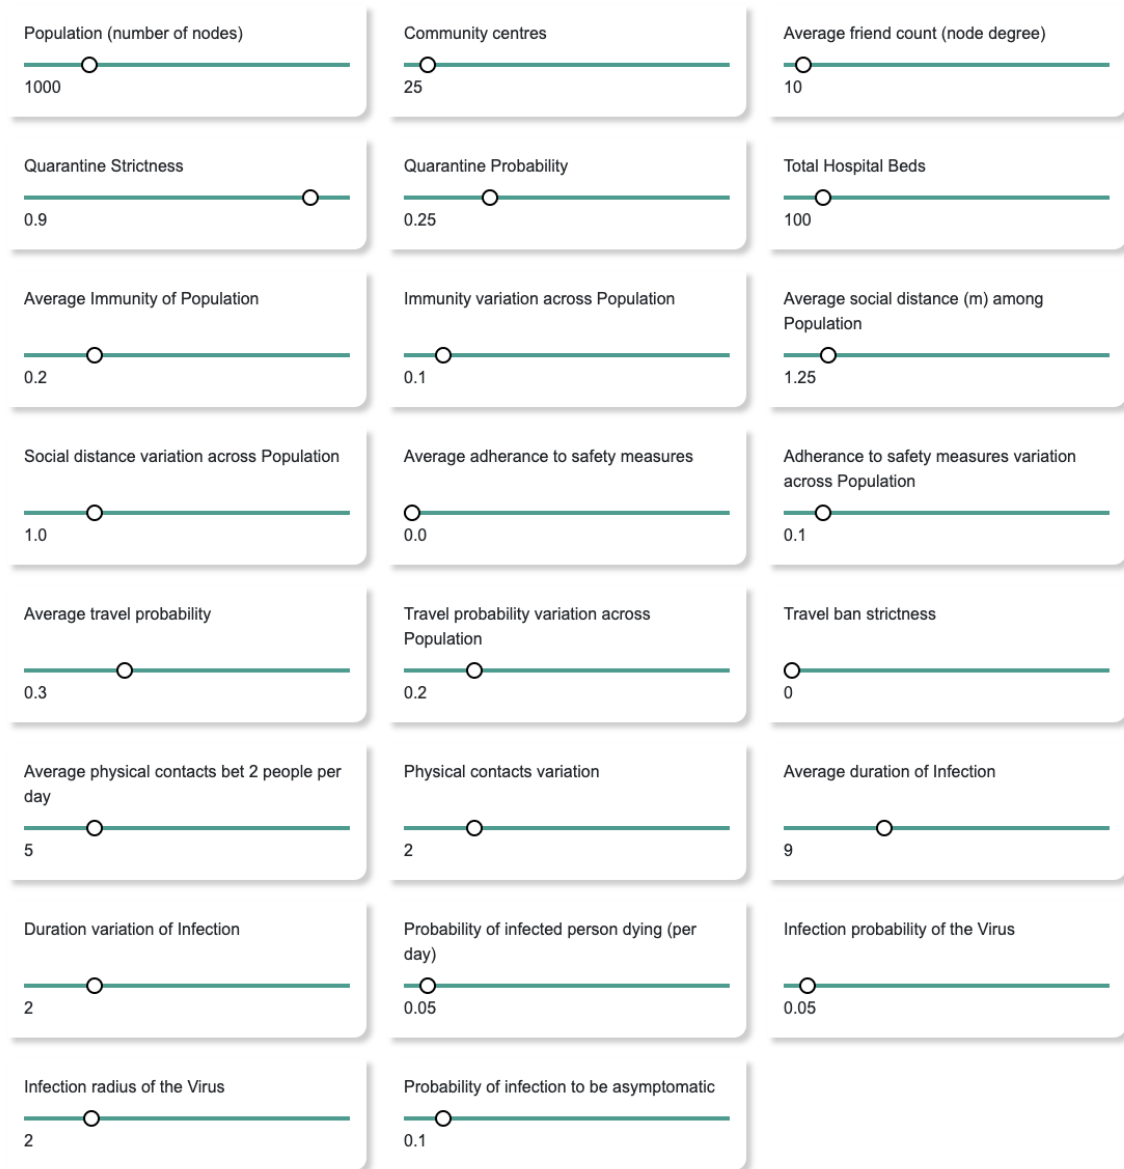 Population (number of nodes)
1000
Community centres
25
Average friend count (node degree)
10
Quarantine Strictness
0.9
Quarantine Probability
0.25
Total Hospital Beds
100
Average Immunity of Population
0.2
Immunity variation across Population
0.1
Average social distance (m) among
Population
1.25
Social distance variation across Population
1.0
Average adherance to safety measures
0.0
Adherance to safety measures variation
across Population
0.1
Average travel probability
0.3
Travel probability variation across
Population
0.2
Travel ban strictness
0
Average physical contacts bet 2 people per
day
5
Physical contacts variation
2
Average duration of Infection
9
Duration variation of Infection
2
Probability of infected person dying (per
day)
0.05
Infection probability of the Virus
0.05
Infection radius of the Virus
2
Probability of infection to be asymptomatic
0.1